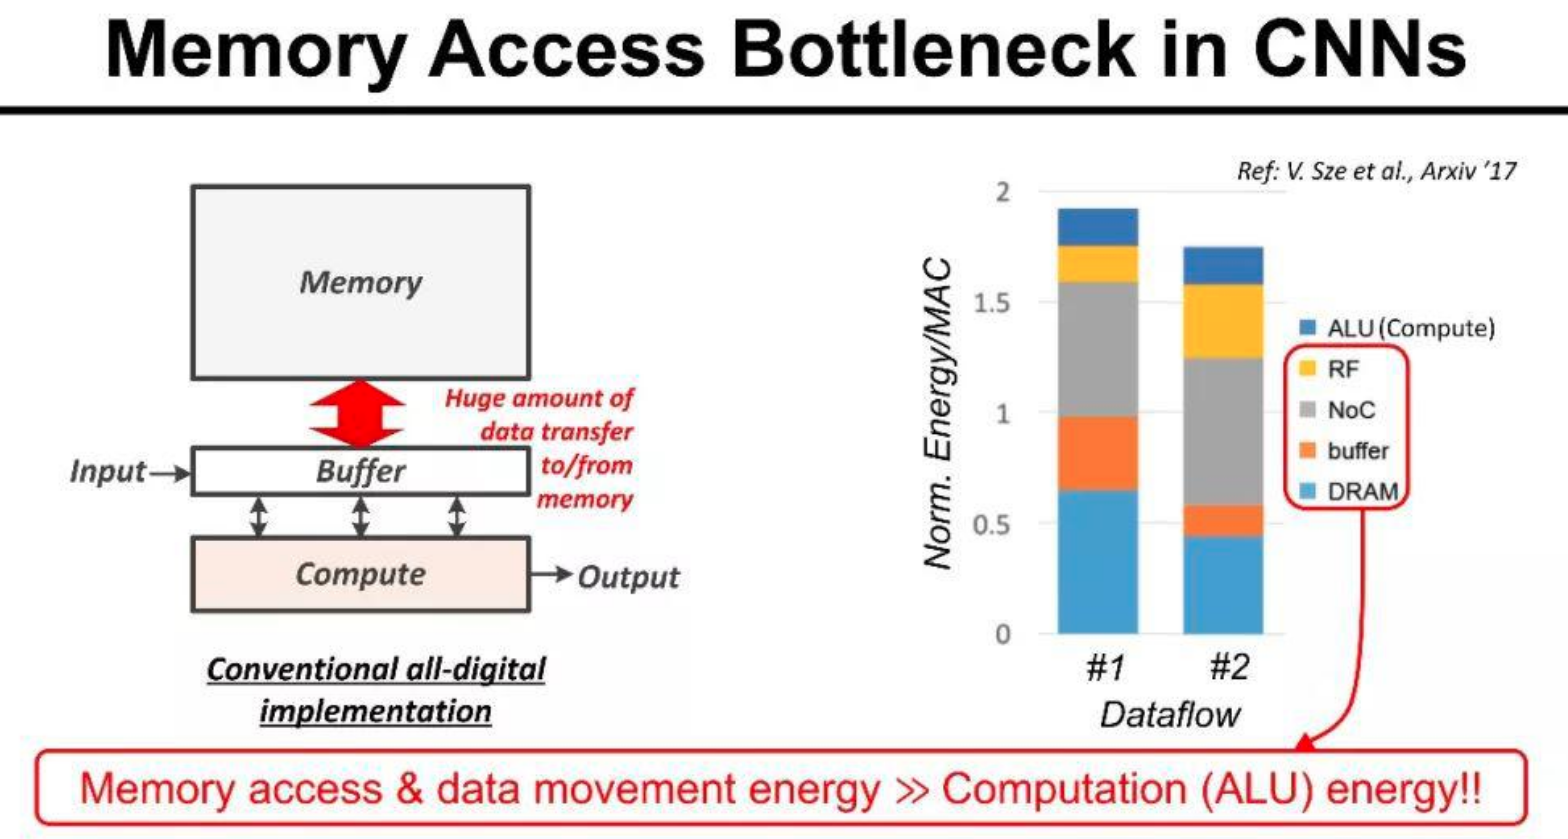 Memory Access Bottleneck in CNNs
Memory
Huge amount of
data transfer
to/from
memory
Input
Buffer
Compute
Output
Conventional all-digital
implementation
Ref: V. Sze et al., Arxiv '17
Norm. Energy/MAC
2
1.5
1
0.5
0
#1
#2
Dataflow
ALU (Compute)
RF
NoC
buffer
DRAM
Memory access & data movement energy >> Computation (ALU) energy!!